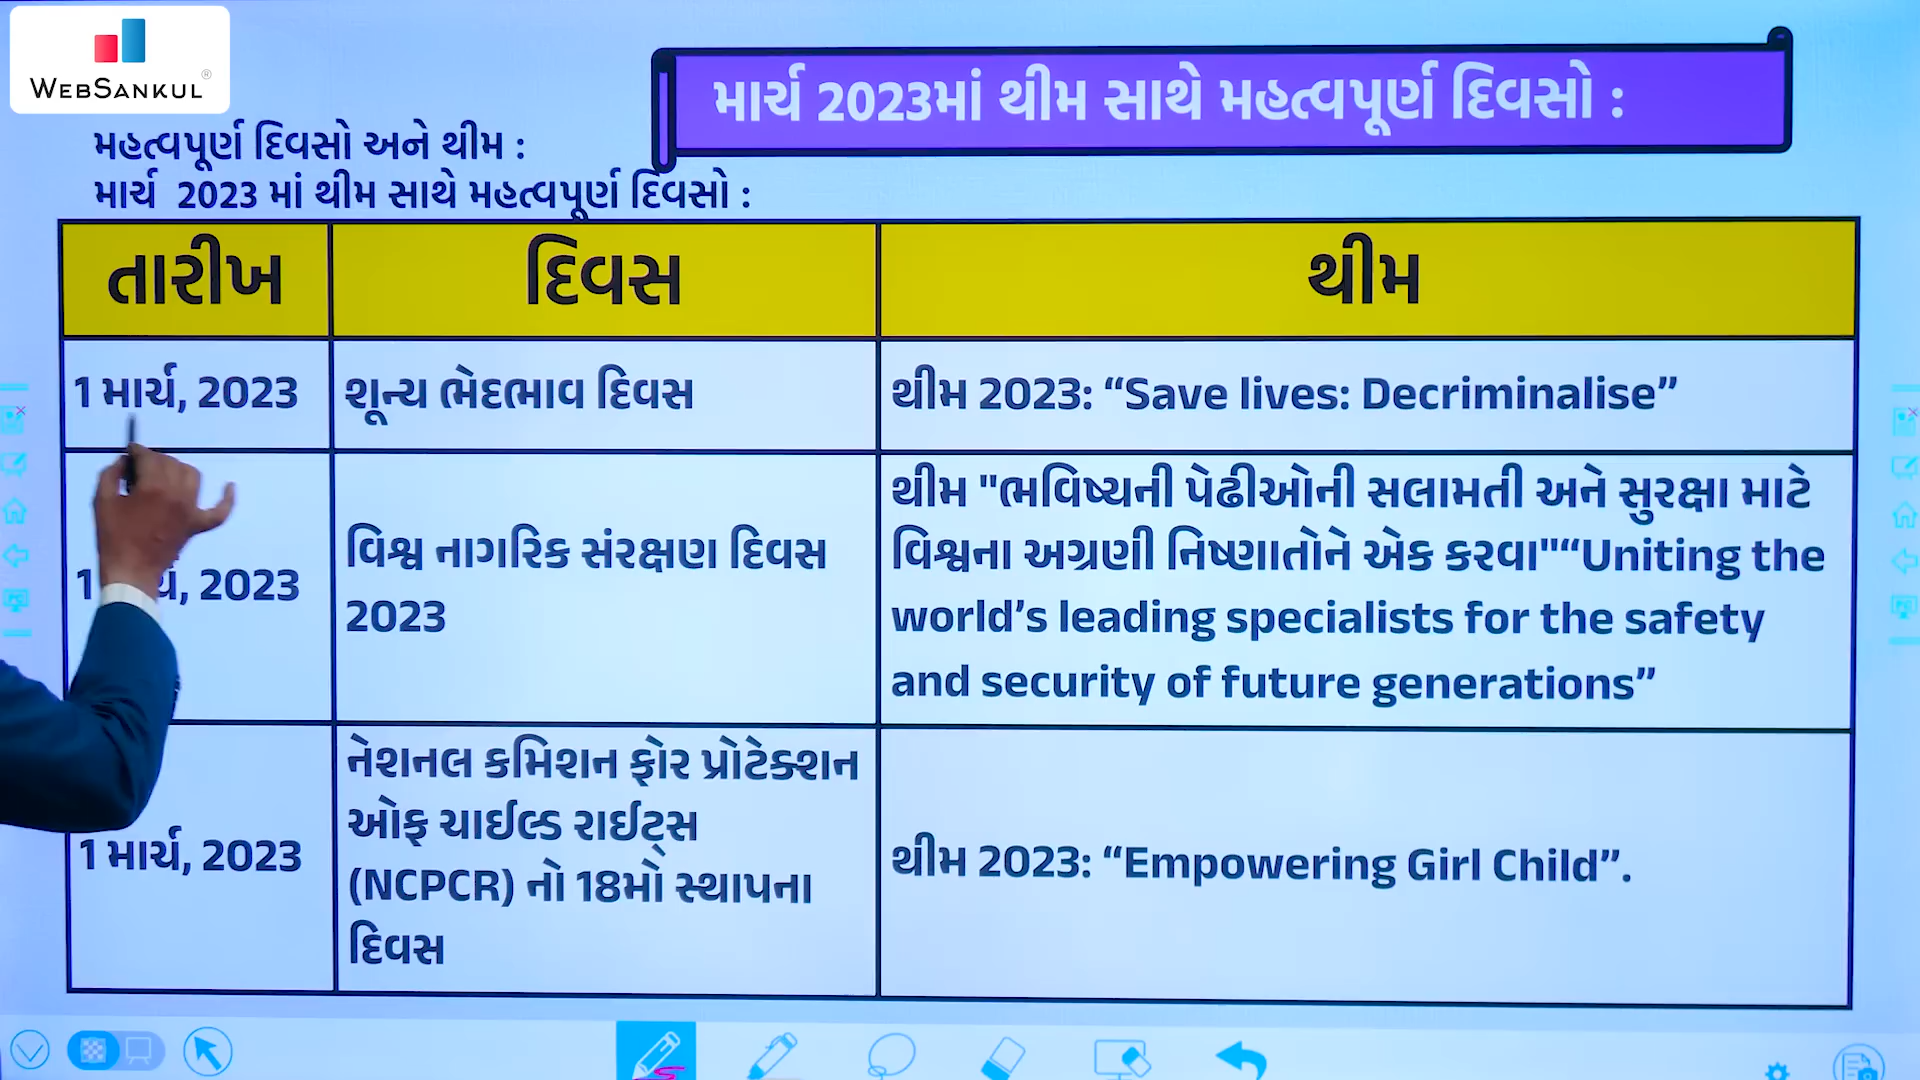 WEBSANKUL®
માર્ચ 2023માં થીમ સાથે મહત્વપૂર્ણ દિવસો :
મહત્વપૂર્ણ દિવસો અને થીમ :
માર્ચ 2023 માં થીમ સાથે મહત્વપૂર્ણ દિવસો :
તારીખ દિવસ થીમ
1 માર્ચ, 2023 શૂન્ય ભેદભાવ દિવસ થીમ 2023: “Save lives: Decriminalise”
1 , 2023
વિશ્વ નાગરિક સંરક્ષણ દિવસ
2023
થીમ "ભવિષ્યની પેઢીઓની સલામતી અને સુરક્ષા માટે
વિશ્વના અગ્રણી નિષ્ણાતોને એક કરવા"“Uniting the
world’s leading specialists for the safety
and security of future generations”
1 માર્ચ, 2023
નેશનલ કમિશન ફોર પ્રોટેક્શન
ઓફ ચાઈલ્ડ રાઈટ્સ
(NCPCR) નો 18મો સ્થાપના
દિવસ
થીમ 2023: “Empowering Girl Child”.